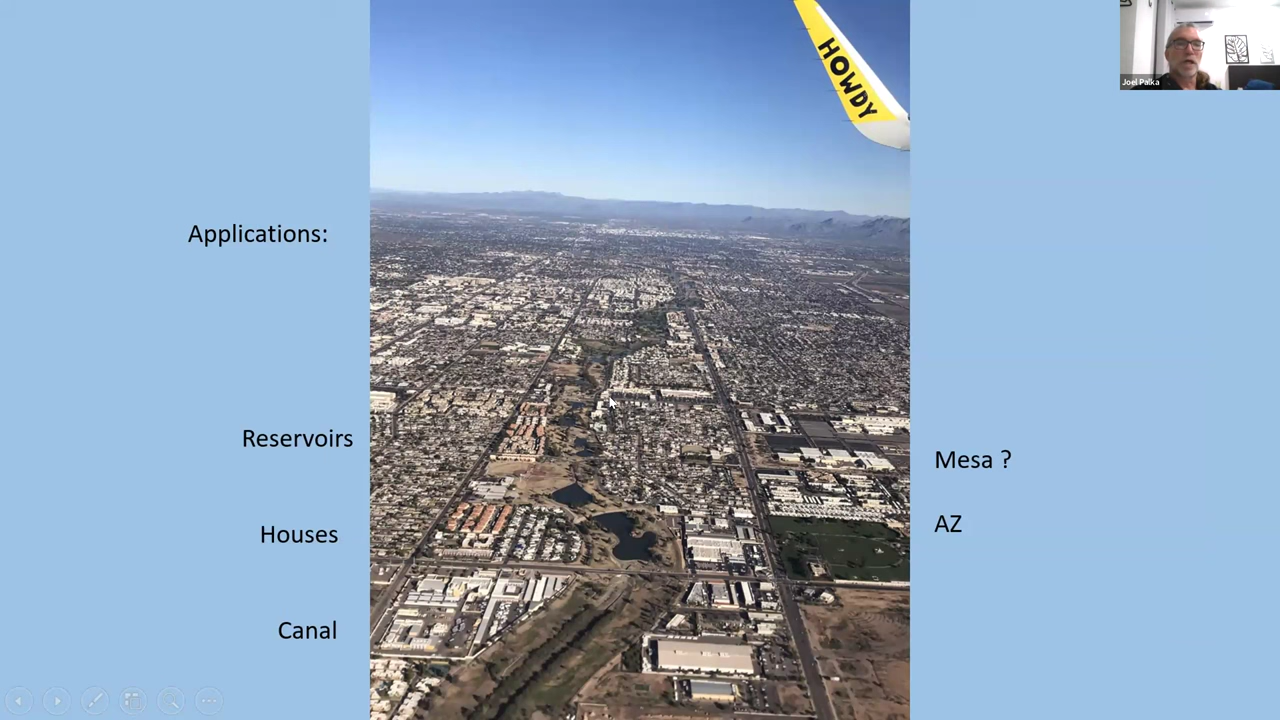 HOWDY
Joel Palka
Applications:
Reservoirs
Mesa ?
Houses
AZ
Canal